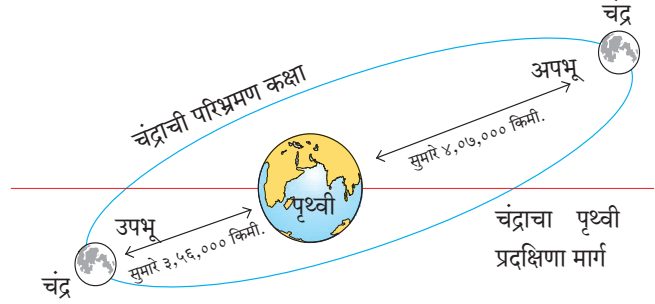 चंद्र
अपभू
चंद्राची परिभ्रमण कक्षा
सुमारे ४,०७,००० किमी.
पृथ्वी
उपभू
सुमारे ३,५६,००० किमी.
चंद्र
चंद्राचा पृथ्वी
प्रदक्षिणा मार्ग